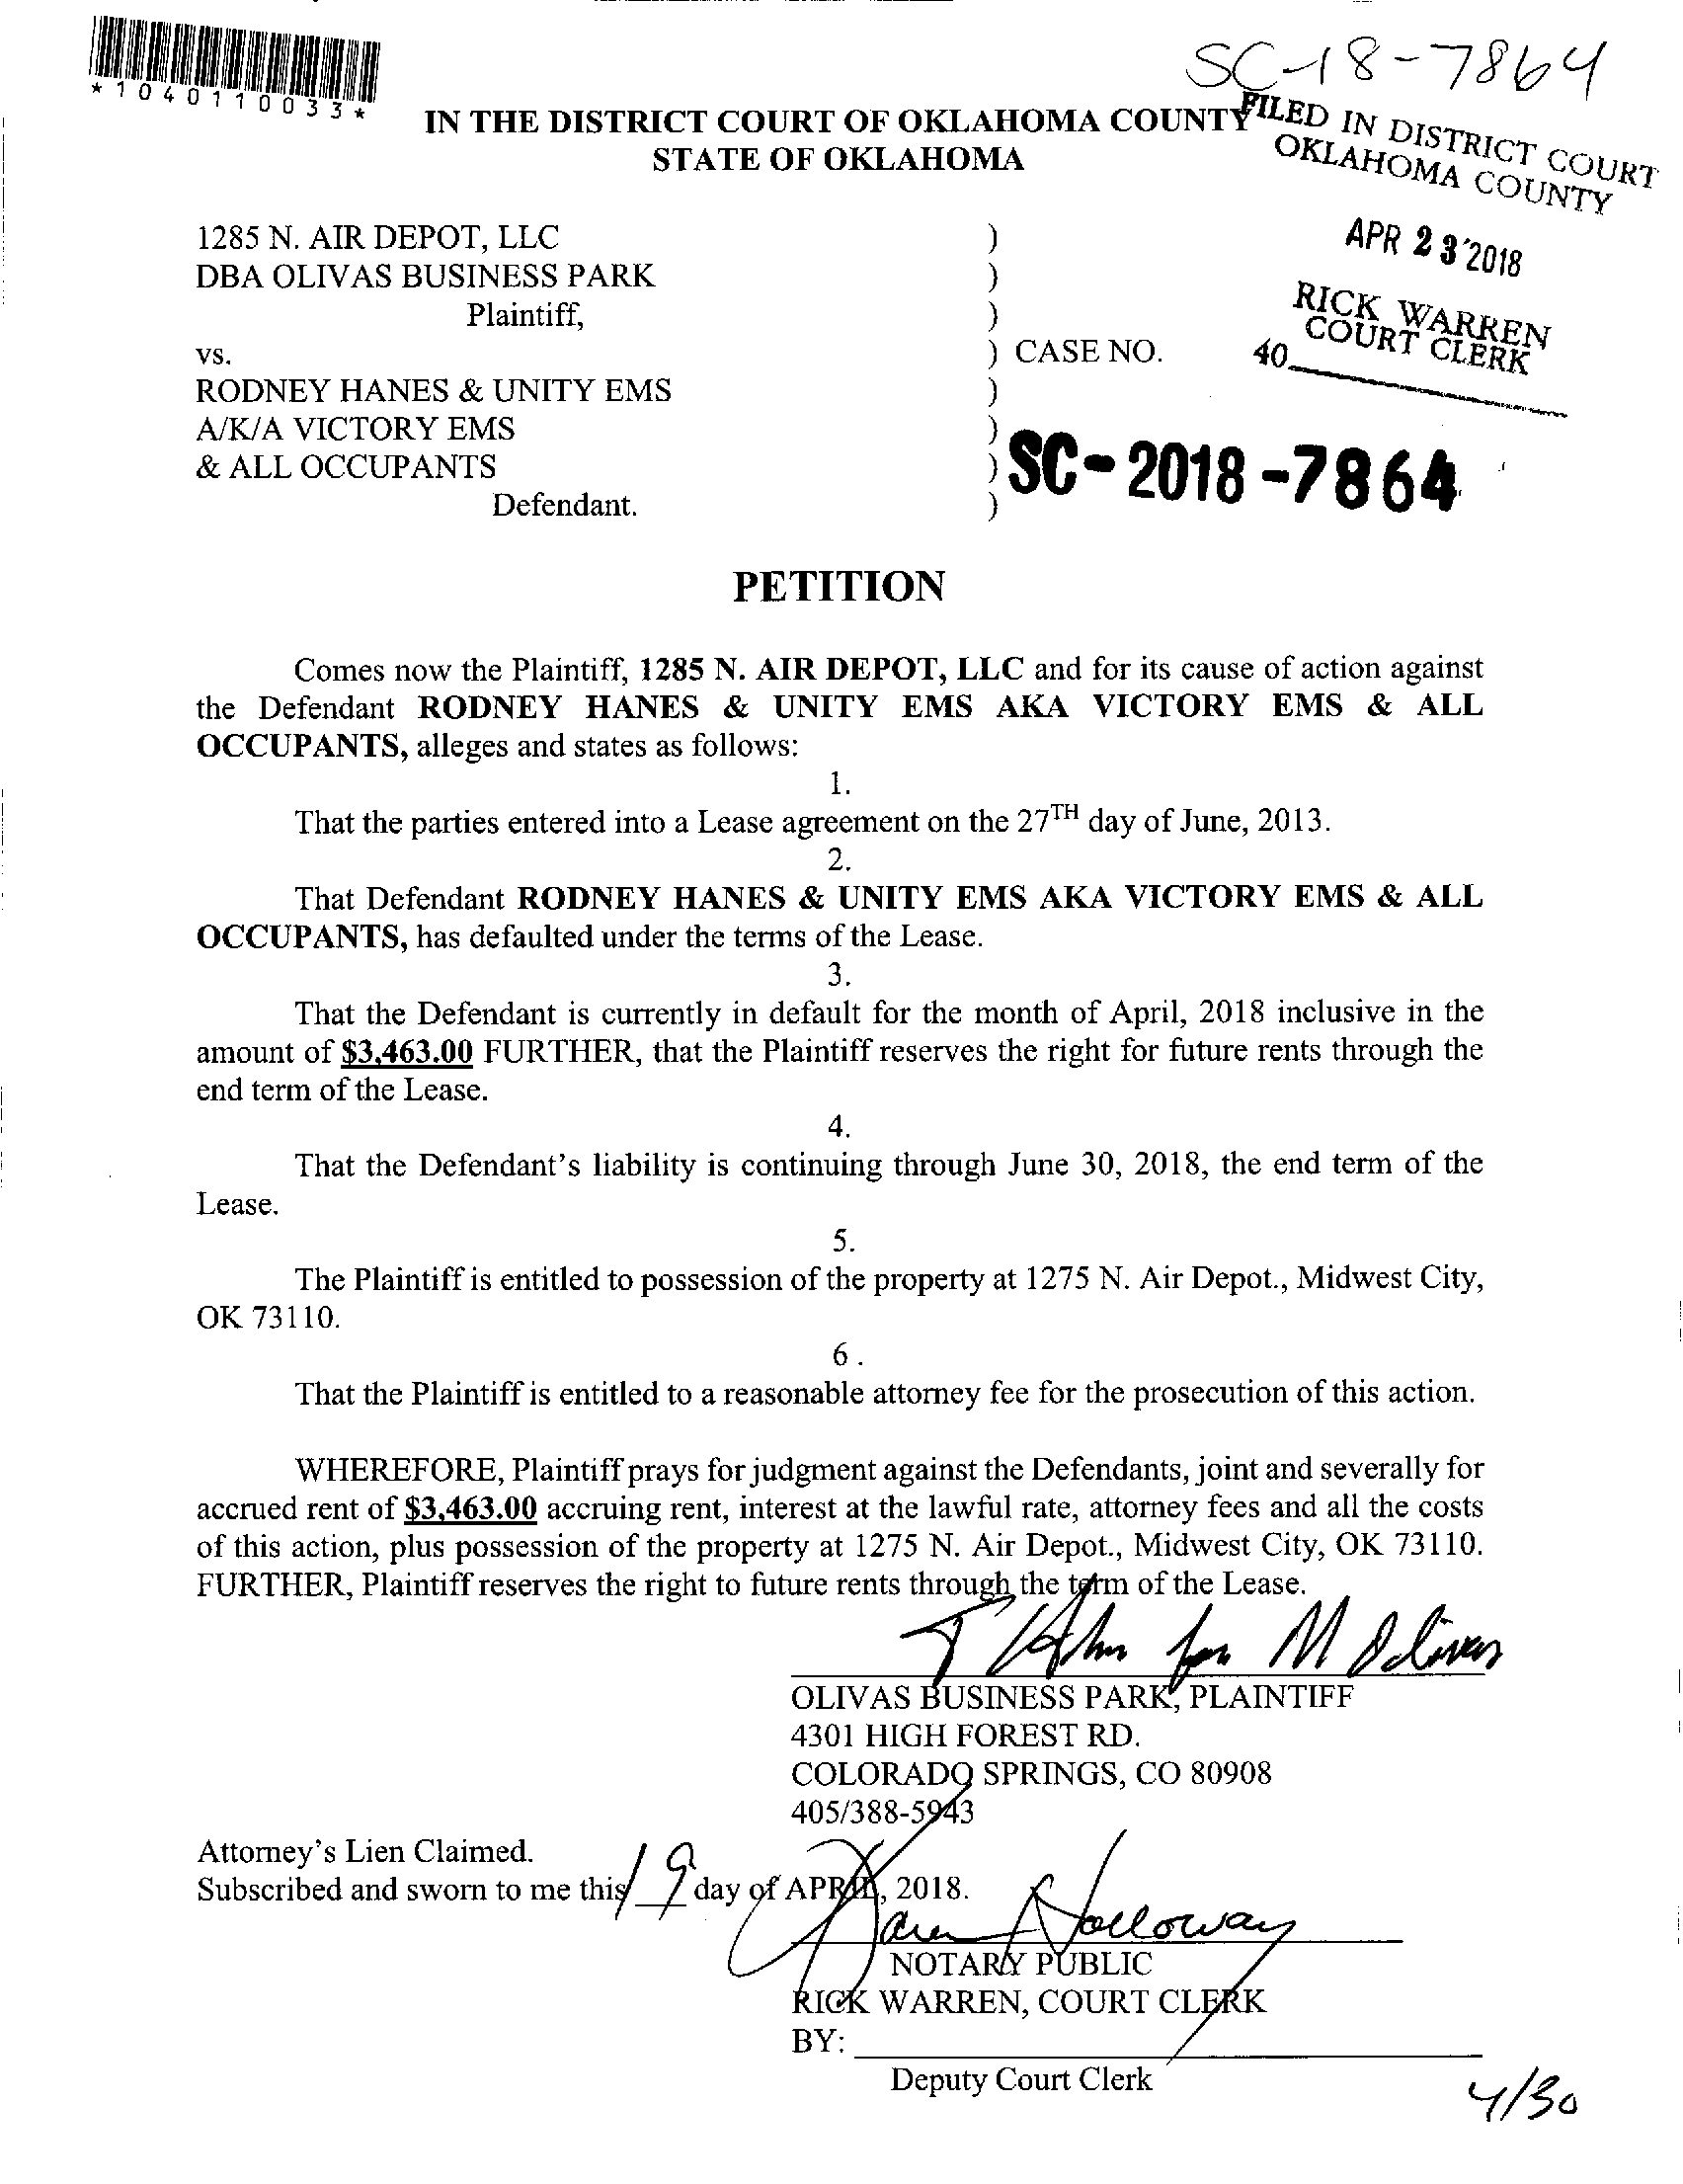 SC-18-7864
*1040110033*
IN THE DISTRICT COURT OF OKLAHOMA COUNTY
STATE OF OKLAHOMA
FILED IN DISTRICT COURT
OKLAHOMA COUNTY
APR 23 2018
RICK WARREN
COURT CLERK
40
1285 N. AIR DEPOT, LLC )
DBA OLIVAS BUSINESS PARK )
Plaintiff, )
vs. ) CASE NO.
RODNEY HANES & UNITY EMS )
A/K/A VICTORY EMS )
& ALL OCCUPANTS ) SC-2018-7864
Defendant. )
PETITION
Comes now the Plaintiff, 1285 N. AIR DEPOT, LLC and for its cause of action against
the Defendant RODNEY HANES & UNITY EMS AKA VICTORY EMS & ALL
OCCUPANTS, alleges and states as follows:
1.
That the parties entered into a Lease agreement on the 27TH day of June, 2013.
2.
That Defendant RODNEY HANES & UNITY EMS AKA VICTORY EMS & ALL
OCCUPANTS, has defaulted under the terms of the Lease.
3.
That the Defendant is currently in default for the month of April, 2018 inclusive in the
amount of $3,463.00 FURTHER, that the Plaintiff reserves the right for future rents through the
end term of the Lease.
4.
That the Defendant's liability is continuing through June 30, 2018, the end term of the
Lease.
5.
The Plaintiff is entitled to possession of the property at 1275 N. Air Depot., Midwest City,
OK 73110.
6 .
That the Plaintiff is entitled to a reasonable attorney fee for the prosecution of this action.
WHEREFORE, Plaintiff prays for judgment against the Defendants, joint and severally for
accrued rent of $3,463.00 accruing rent, interest at the lawful rate, attorney fees and all the costs
of this action, plus possession of the property at 1275 N. Air Depot., Midwest City, OK 73110.
FURTHER, Plaintiff reserves the right to future rents through the term of the Lease.
for M Olivas
OLIVAS BUSINESS PARK, PLAINTIFF
4301 HIGH FOREST RD.
COLORADO SPRINGS, CO 80908
405/388-5943
Attorney's Lien Claimed.
Subscribed and sworn to me this 19 day of APRIL, 2018.
Holloway
NOTARY PUBLIC
RICK WARREN, COURT CLERK
BY:
Deputy Court Clerk
4/30